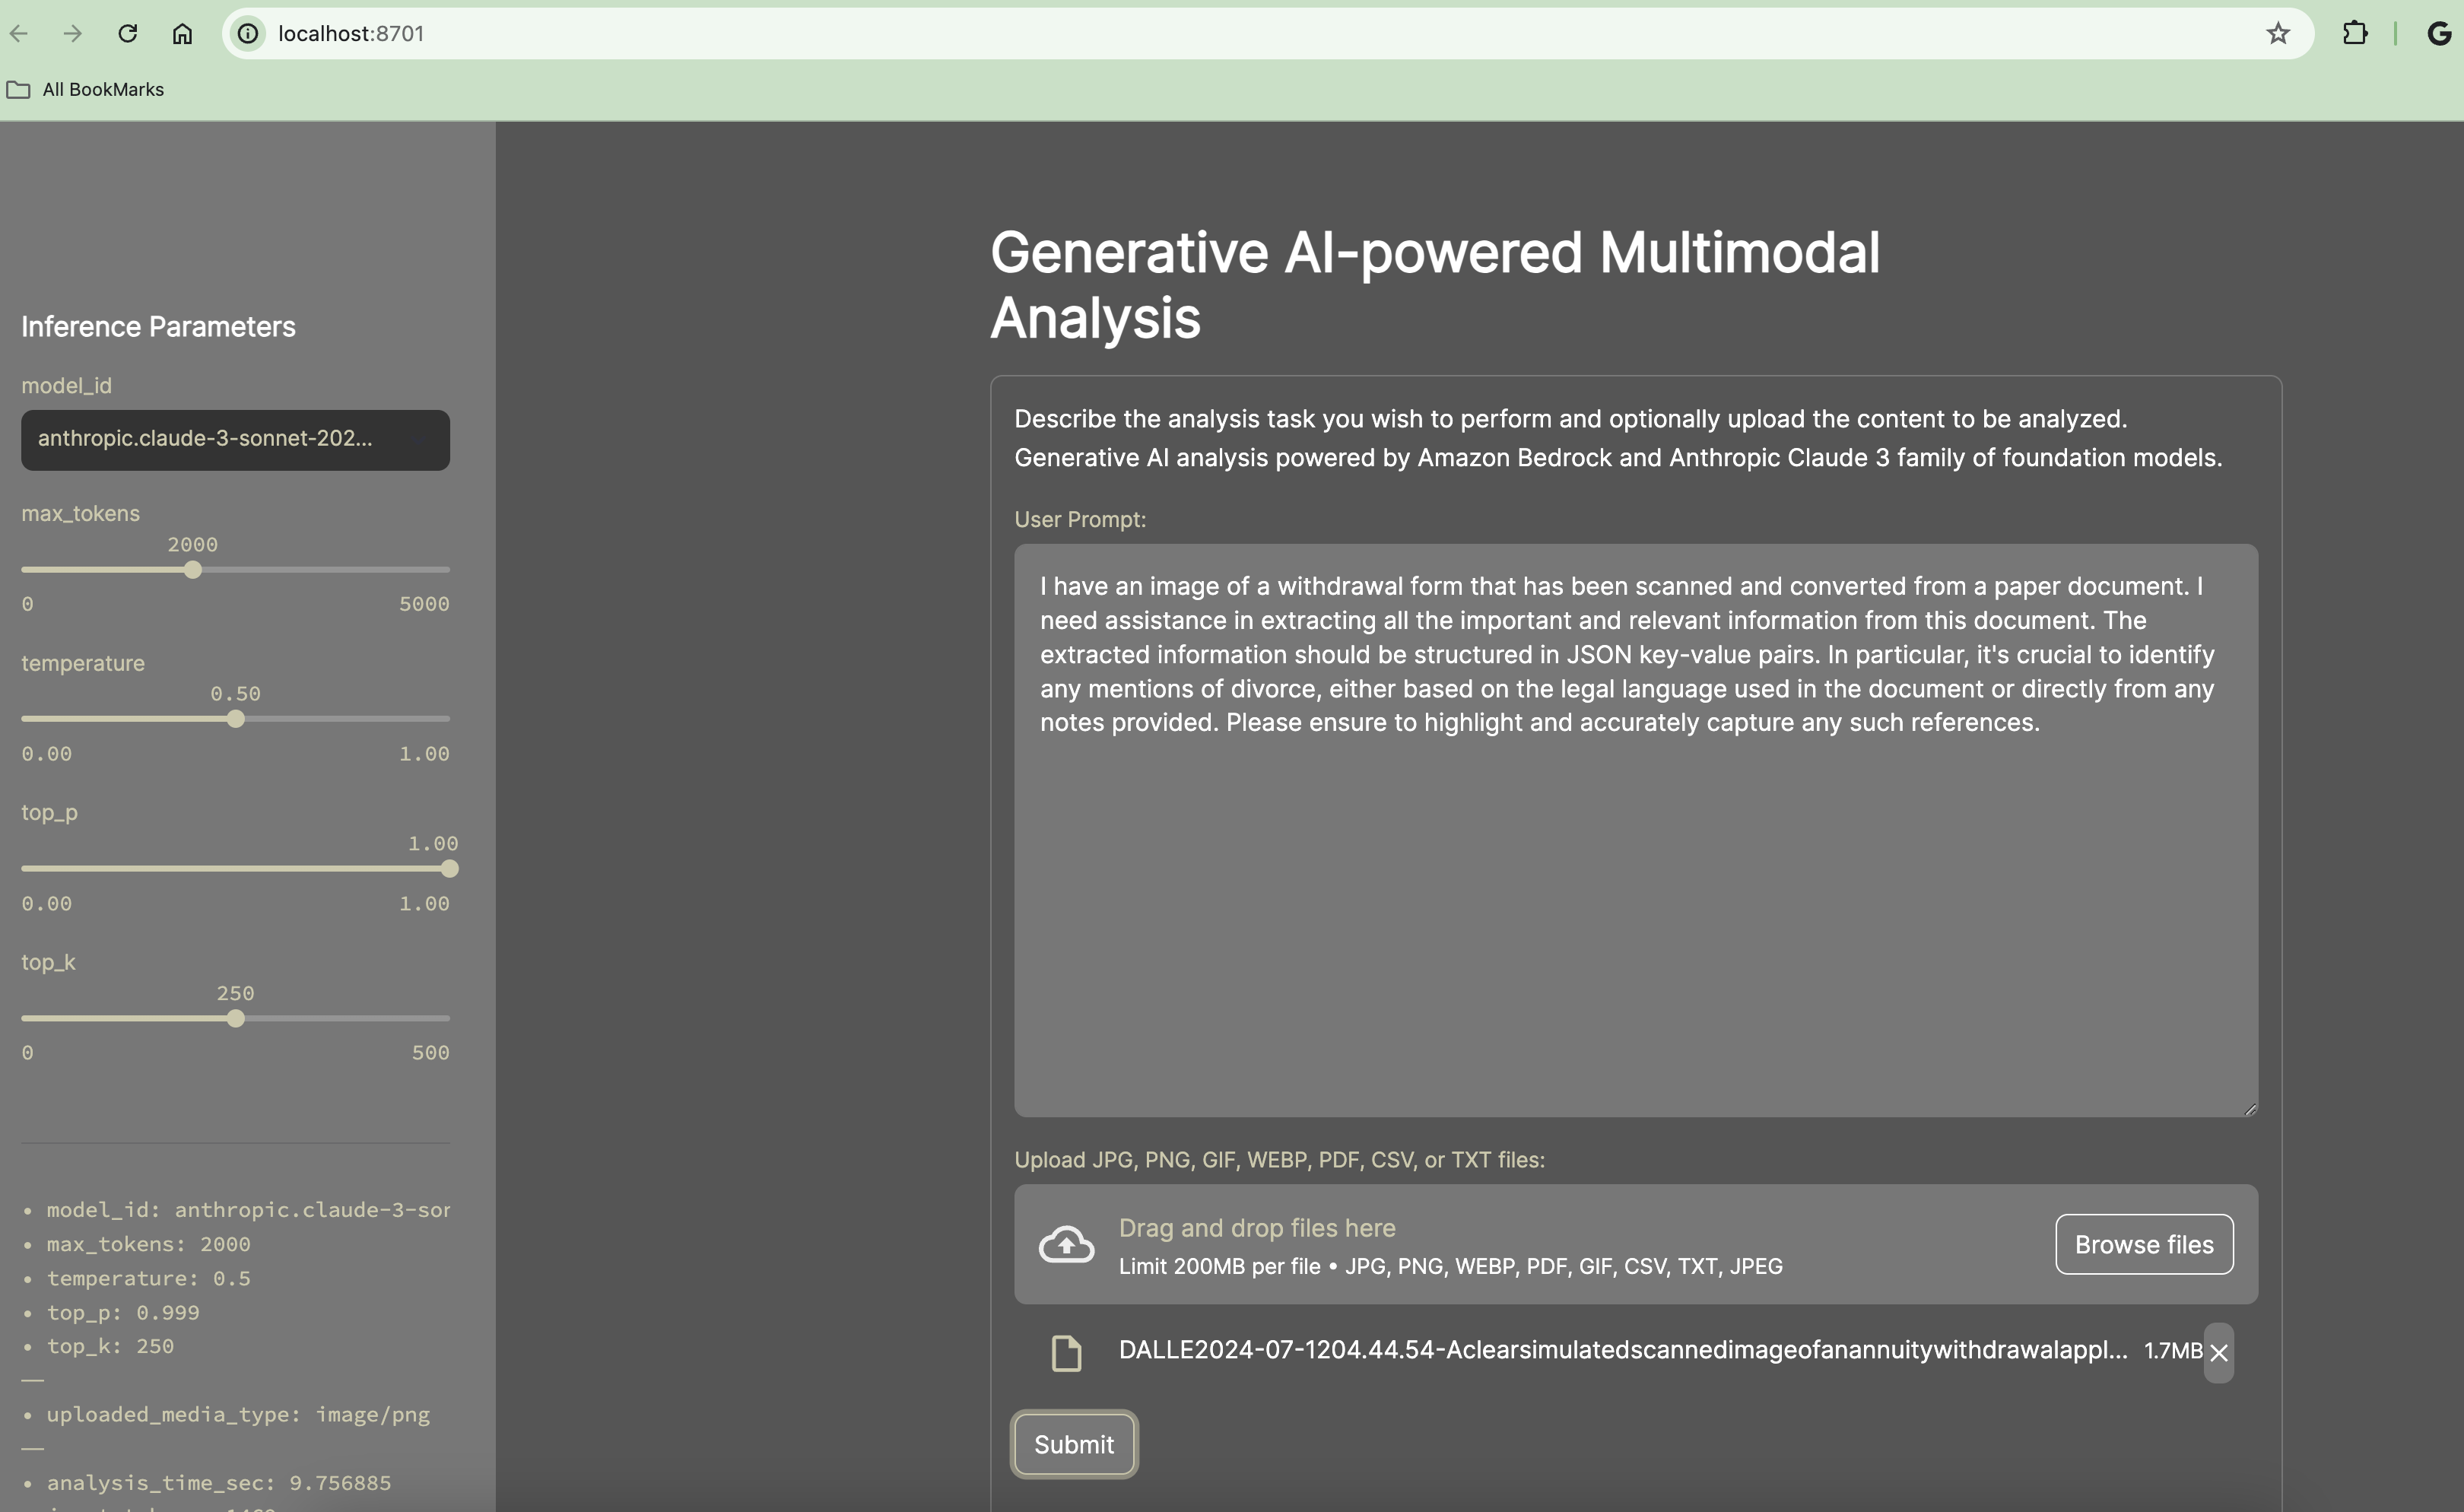 localhost:8701
All BookMarks
Inference Parameters
model_id
anthropic.claude-3-sonnet-202...
max_tokens
2000
0 5000
temperature
0.50
0.00 1.00
top_p
1.00
0.00 1.00
top_k
250
0 500
• model_id: anthropic.claude-3-sor
• max_tokens: 2000
• temperature: 0.5
• top_p: 0.999
• top_k: 250
—
• uploaded_media_type: image/png
—
• analysis_time_sec: 9.756885
Generative AI-powered Multimodal
Analysis
Describe the analysis task you wish to perform and optionally upload the content to be analyzed.
Generative AI analysis powered by Amazon Bedrock and Anthropic Claude 3 family of foundation models.
User Prompt:
I have an image of a withdrawal form that has been scanned and converted from a paper document. I
need assistance in extracting all the important and relevant information from this document. The
extracted information should be structured in JSON key-value pairs. In particular, it's crucial to identify
any mentions of divorce, either based on the legal language used in the document or directly from any
notes provided. Please ensure to highlight and accurately capture any such references.
Upload JPG, PNG, GIF, WEBP, PDF, CSV, or TXT files:
Drag and drop files here
Limit 200MB per file • JPG, PNG, WEBP, PDF, GIF, CSV, TXT, JPEG
Browse files
DALLE2024-07-1204.44.54-Aclearsimulatedscannedimageofanannuitywithdrawalappl... 1.7MB
Submit